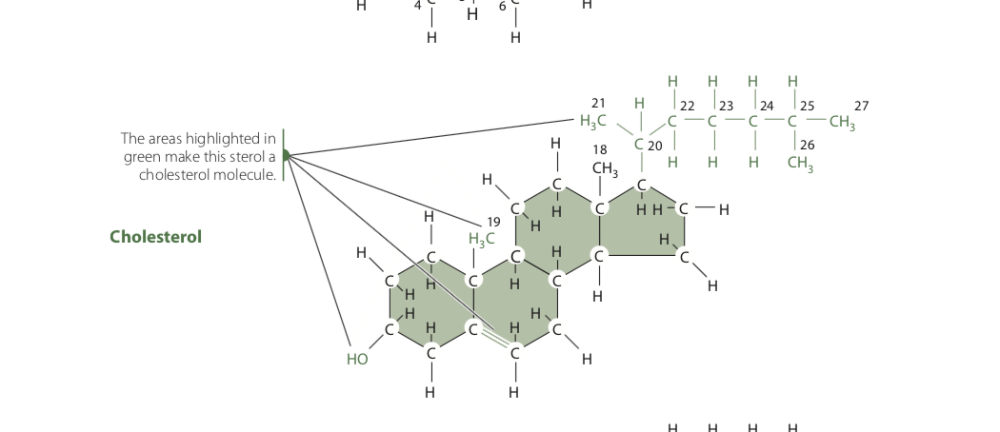 H 4 6 H
H
H H
H H H H
21 H 22 23 24 25 27
H₃C C C C C CH₃
The areas highlighted in
green make this sterol a
cholesterol molecule.
H 18 C 20 26
H H H CH₃
CH₃
H C C
C H C H H C H
H 19 H
Cholesterol
H₃C H
H C C H C C
C H C H C H
H H
H H
C H C H C
C C
HO H
H H
H H H H